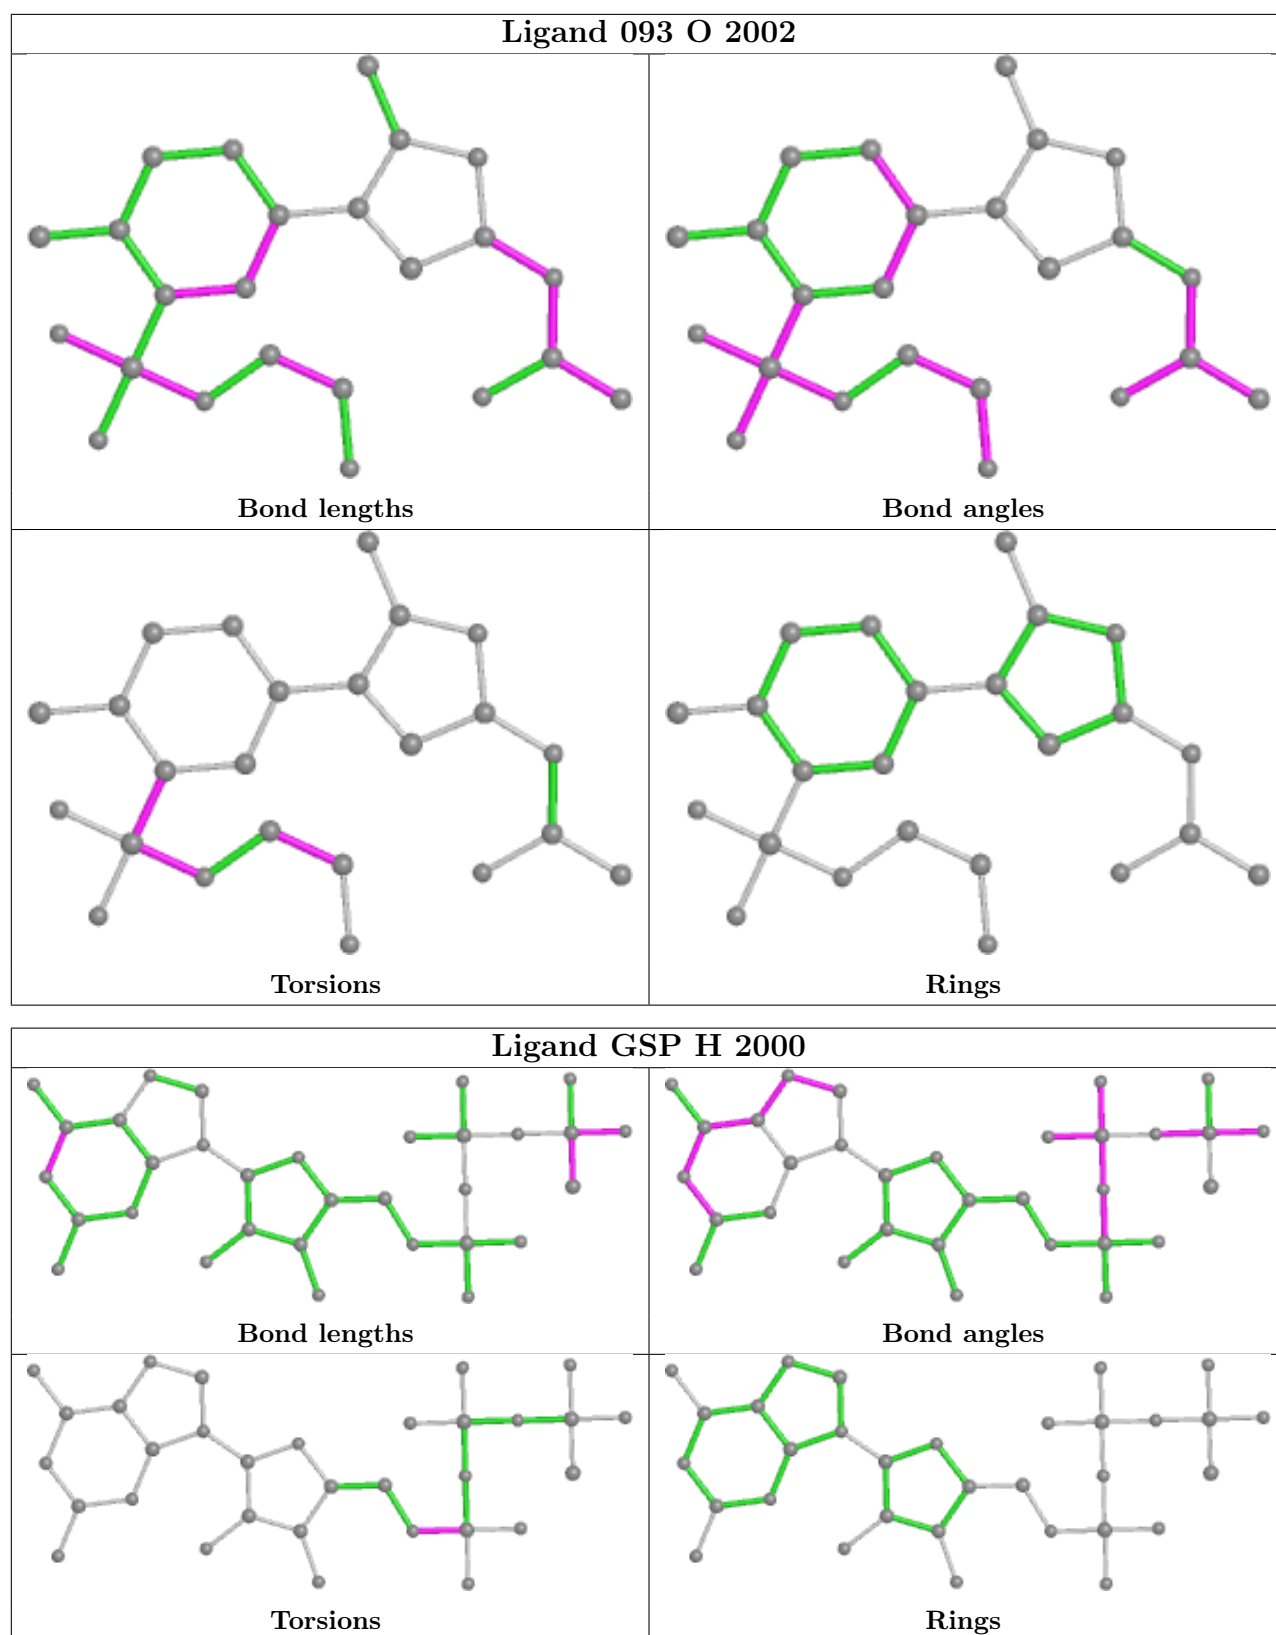 Ligand 093 O 2002
Bond lengths
Bond angles
Torsions
Rings
Ligand GSP H 2000
Bond lengths
Bond angles
Torsions
Rings